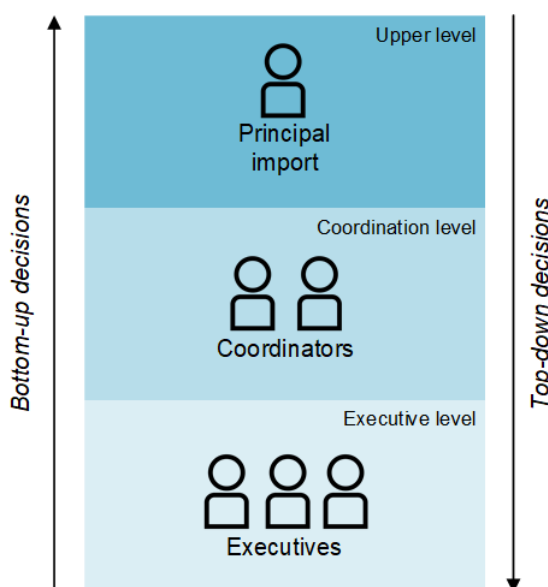 Upper level
Principal
import
Coordination level
Coordinators
Executive level
Executives
Bottom-up decisions
Top-down decisions